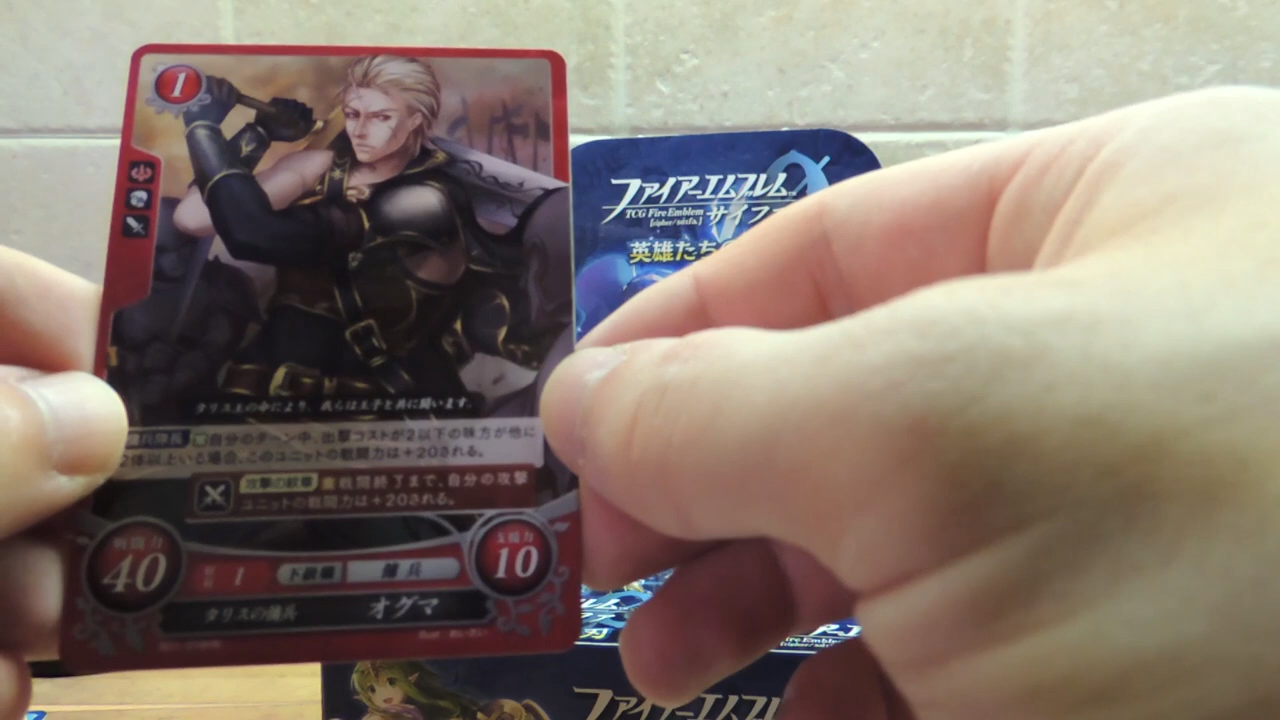 1
ファイアーエムブレム
TCG Fire Emblem
サイファ
英雄たち
タリス王の命により、我らは王子と共に闘います。
傭兵隊長 自分のターン中、出撃コストが2以下の味方が他に
2体以上いる場合、このユニットの戦闘力は+20される。
攻撃の紋章 戦闘終了まで、自分の攻撃
ユニットの戦闘力は+20される。
戦闘力
40
1
下級職
傭兵
支援力
10
タリスの傭兵 オグマ
ファイアーエムブレム